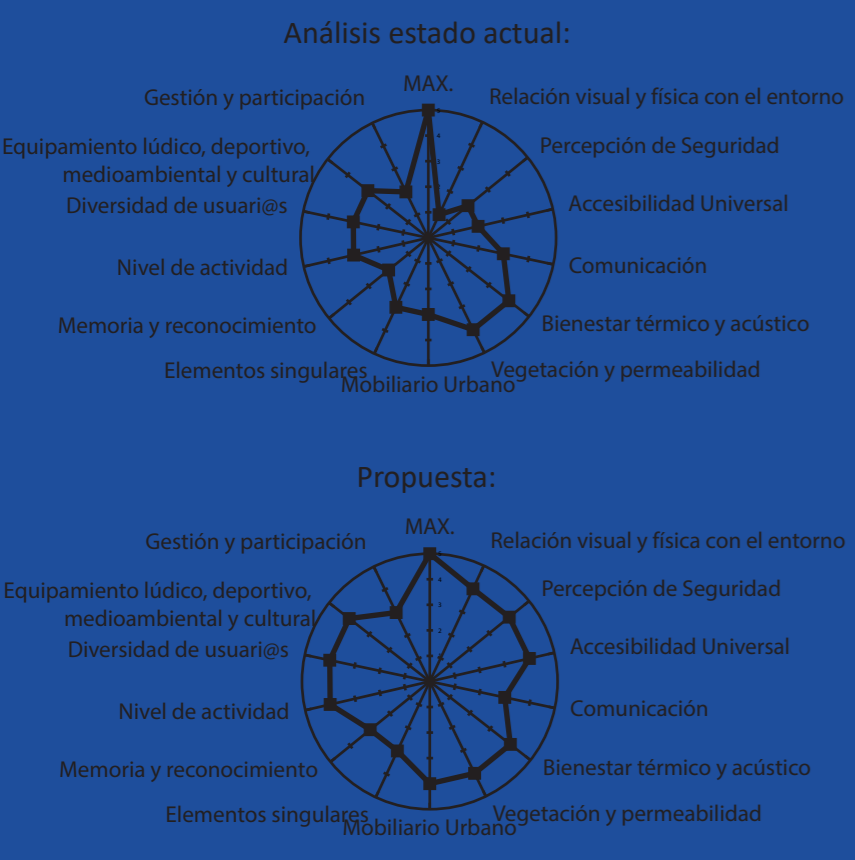 Análisis estado actual:
MAX.
Gestión y participación
Relación visual y física con el entorno
Equipamiento lúdico, deportivo,
medioambiental y cultural
Percepción de Seguridad
Diversidad de usuari@s
Accesibilidad Universal
Nivel de actividad
Comunicación
Memoria y reconocimiento
Bienestar térmico y acústico
Elementos singulares
Vegetación y permeabilidad
Mobiliario Urbano
Propuesta:
MAX.
Gestión y participación
Relación visual y física con el entorno
Equipamiento lúdico, deportivo,
medioambiental y cultural
Percepción de Seguridad
4
3
2
Diversidad de usuari@s
Accesibilidad Universal
Nivel de actividad
Comunicación
Memoria y reconocimiento
Bienestar térmico y acústico
Elementos singulares
Vegetación y permeabilidad
Mobiliario Urbano